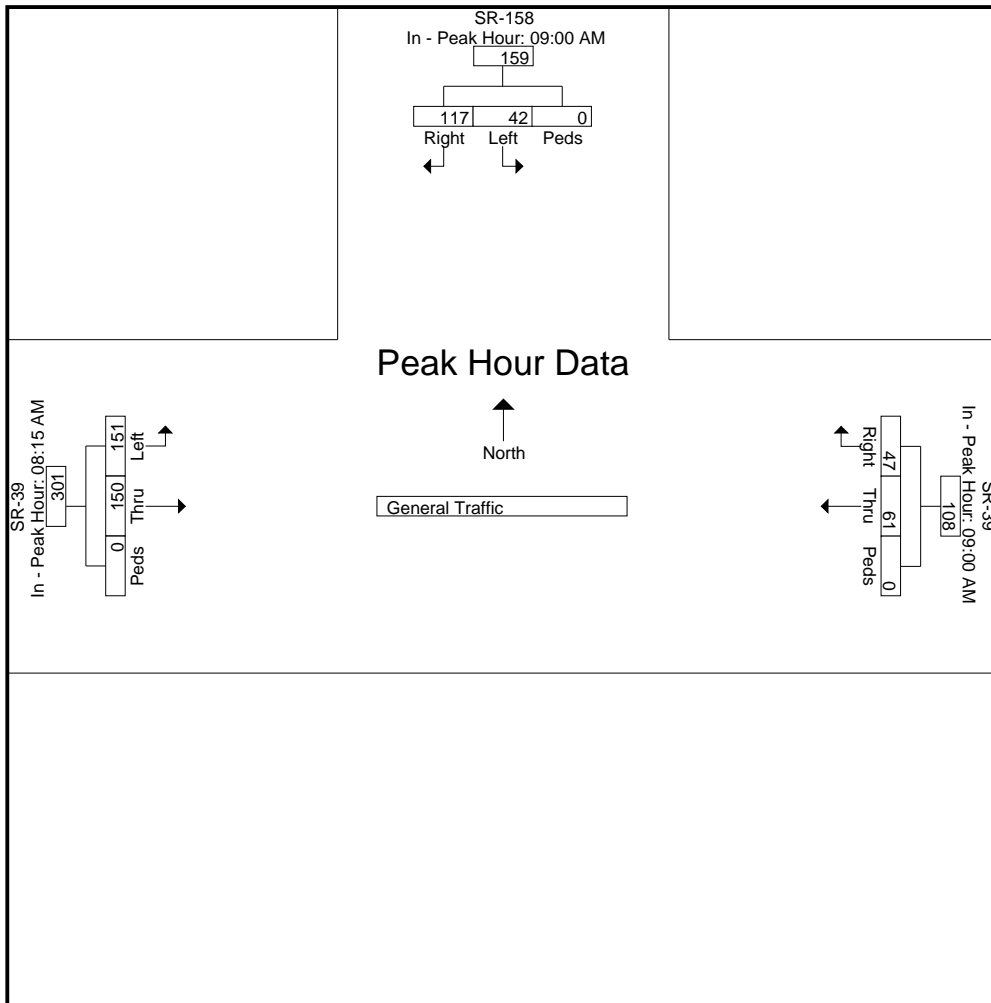 SR-158
In - Peak Hour: 09:00 AM
159
117 42 0
Right Left Peds
Peak Hour Data
North
General Traffic
SR-39
In - Peak Hour: 08:15 AM
301
151 150 0
Left Thru Peds
SR-39
In - Peak Hour: 09:00 AM
108
47 61 0
Right Thru Peds